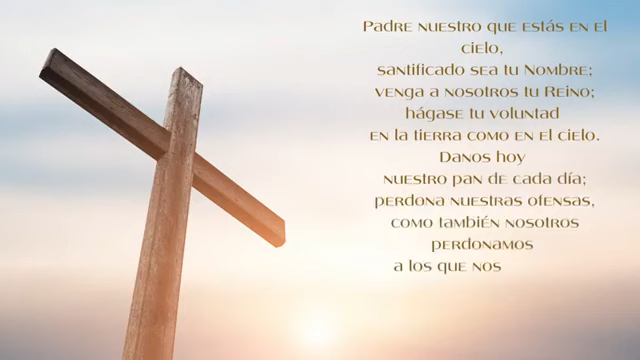 Padre nuestro que estás en el
cielo,
santificado sea tu Nombre;
venga a nosotros tu Reino;
hágase tu voluntad
en la tierra como en el cielo.
Danos hoy
nuestro pan de cada día;
perdona nuestras ofensas,
como también nosotros
perdonamos
a los que nos